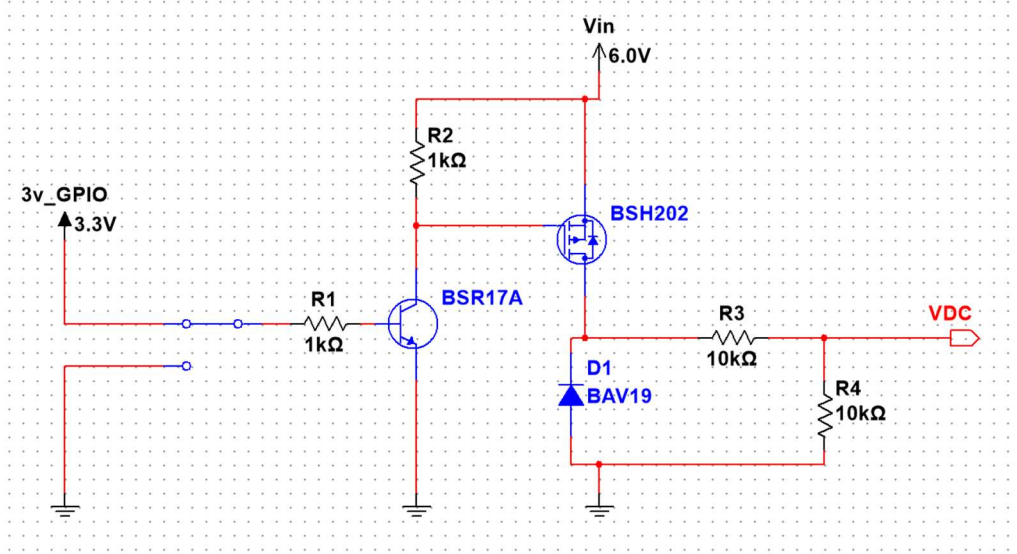 Vin
6.0V
R2
1kΩ
3v_GPIO
3.3V
BSH202
R1
1kΩ
BSR17A
R3
10kΩ
VDC
D1
BAV19
R4
10kΩ